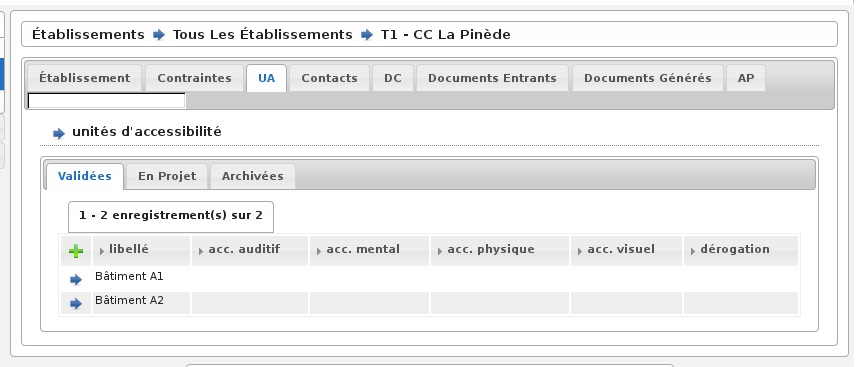 Établissements Tous Les Établissements T1 - CC La Pinède
Établissement Contraintes UA Contacts DC Documents Entrants Documents Générés AP
unités d'accessibilité
Validées En Projet Archivées
1 - 2 enregistrement(s) sur 2
libellé acc. auditif acc. mental acc. physique acc. visuel dérogation
Bâtiment A1
Bâtiment A2